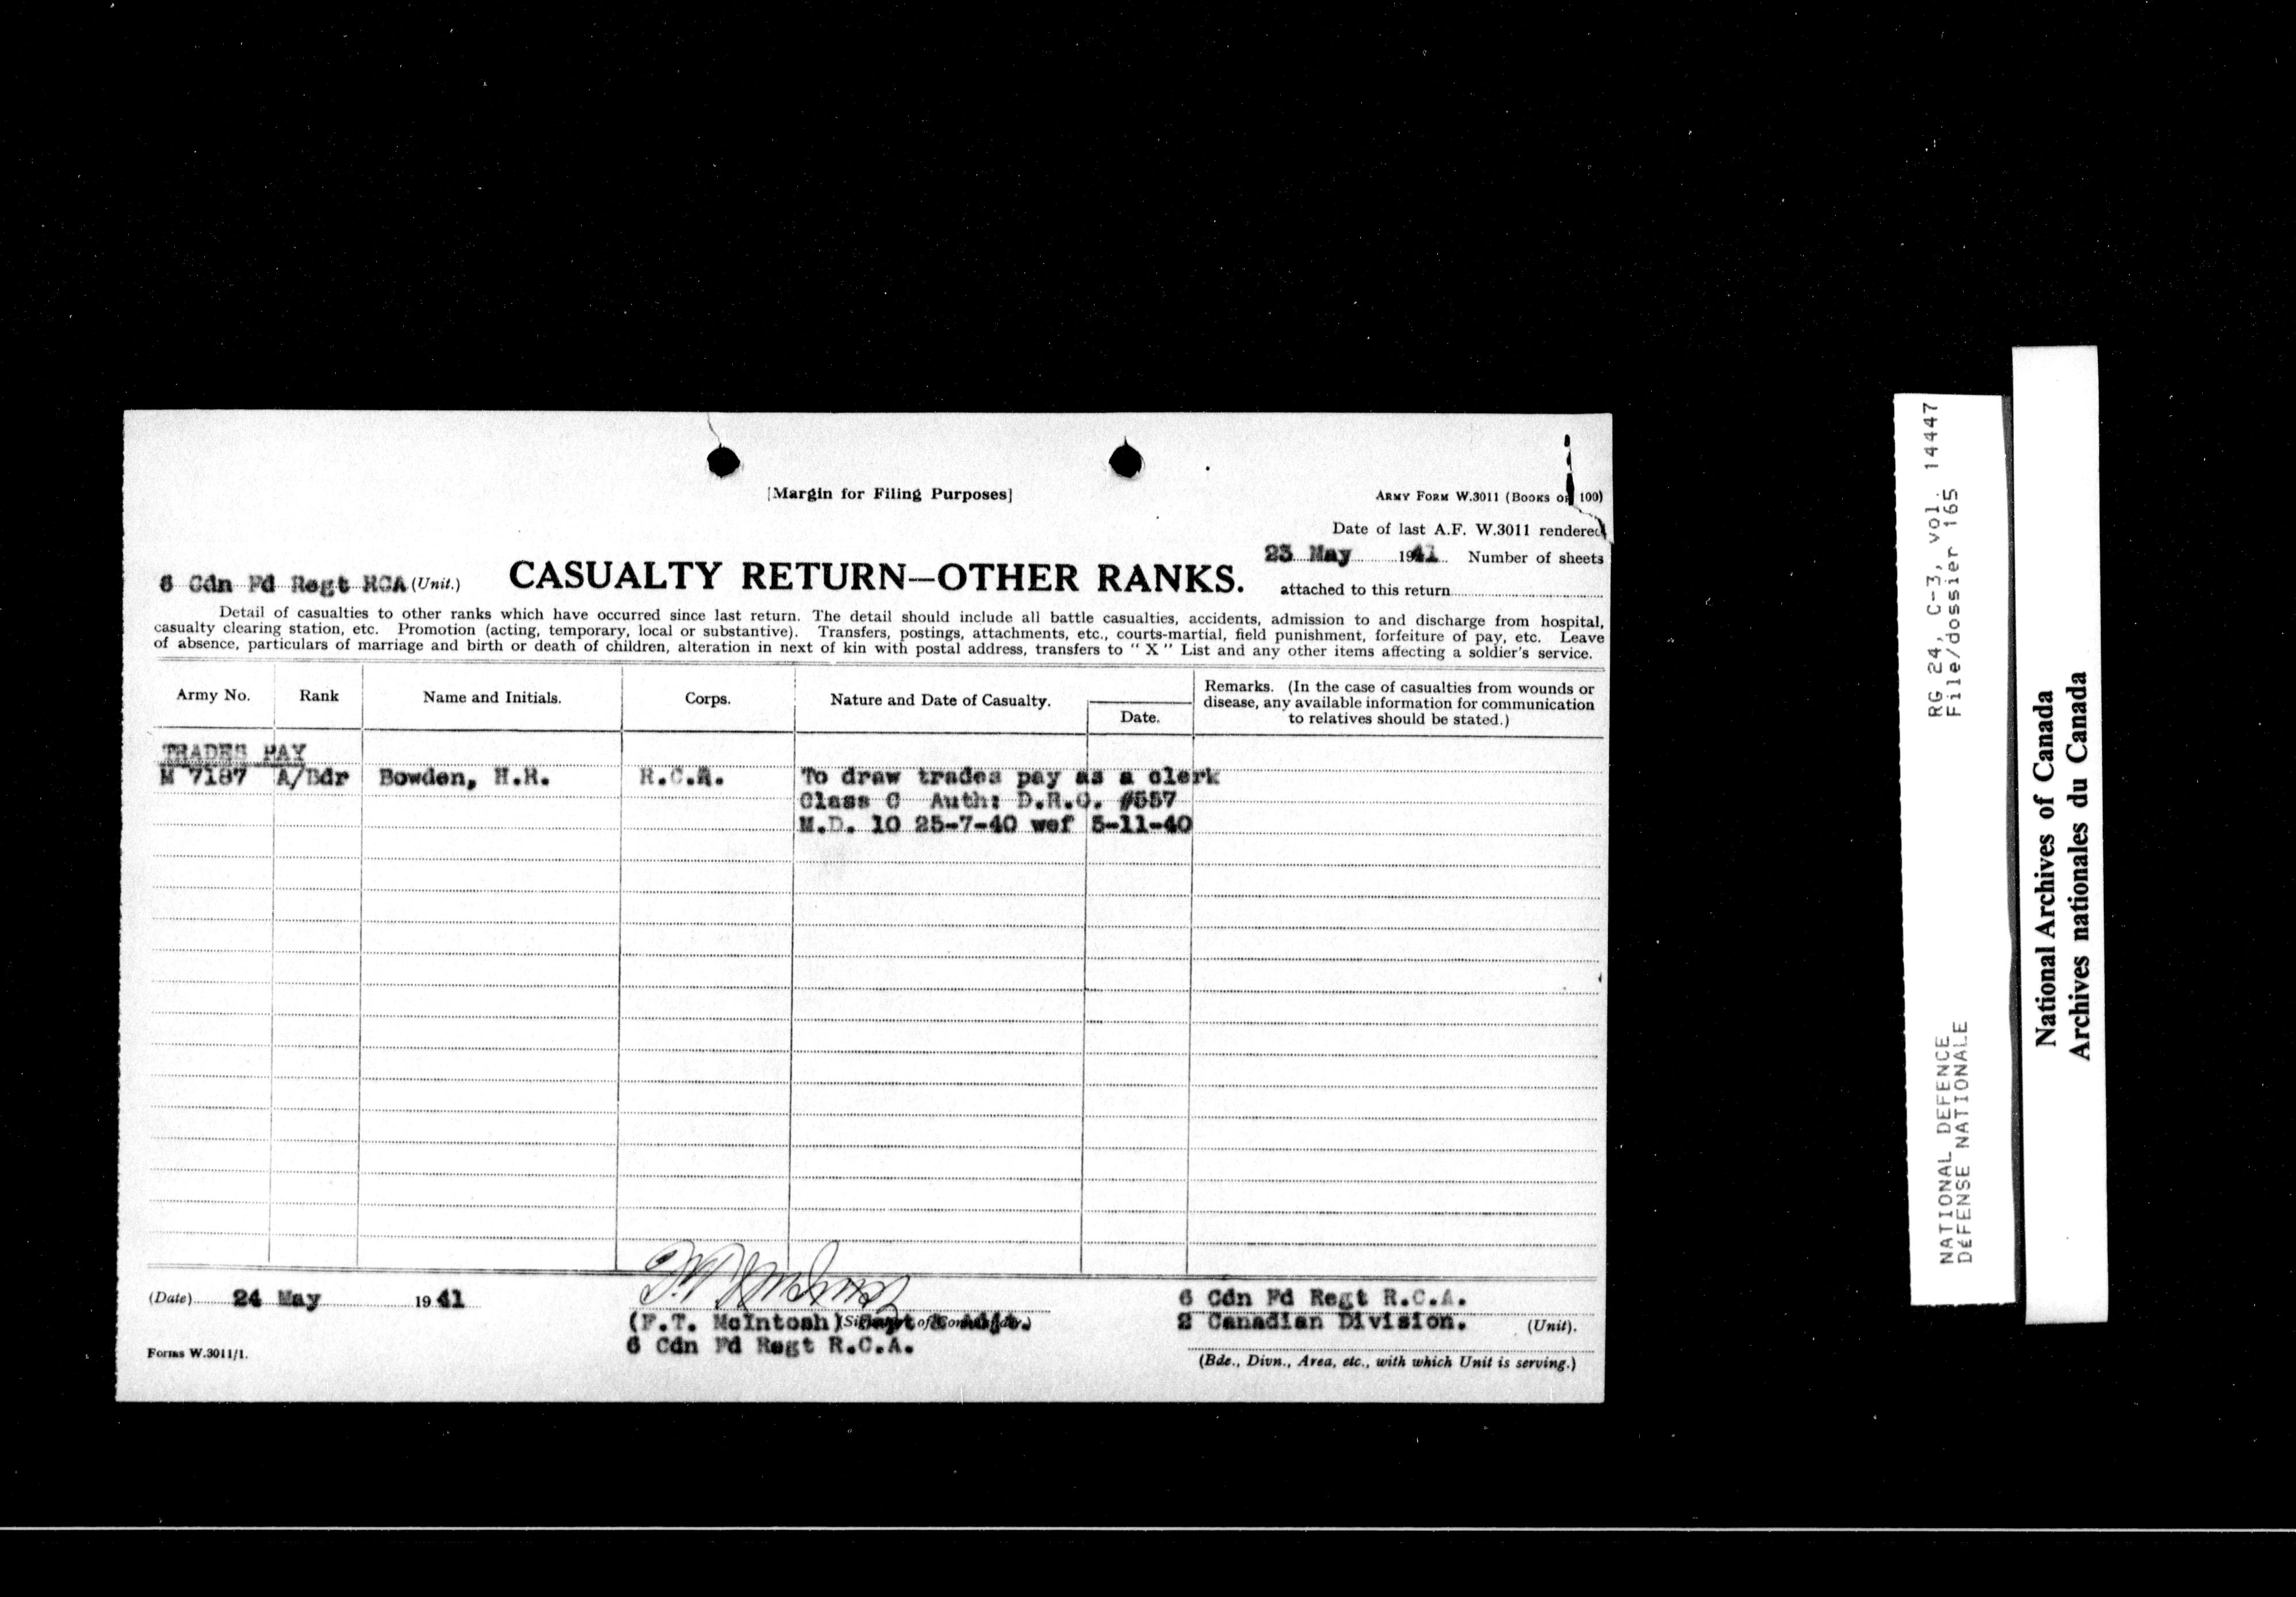 [Margin for Filing Purposes]
ARMY FORM W.3011 (BOOKS OF 100)
Date of last A.F. W.3011 rendered
23 May 1941. Number of sheets
attached to this return
6 Cdn Fd Regt RCA (Unit.)
CASUALTY RETURN—OTHER RANKS.
Detail of casualties to other ranks which have occurred since last return. The detail should include all battle casualties, accidents, admission to and discharge from hospital,
casualty clearing station, etc. Promotion (acting, temporary, local or substantive). Transfers, postings, attachments, etc., courts-martial, field punishment, forfeiture of pay, etc. Leave
of absence, particulars of marriage and birth or death of children, alteration in next of kin with postal address, transfers to "X" List and any other items affecting a soldier's service.
Army No. Rank Name and Initials. Corps. Nature and Date of Casualty. Date.
Remarks. (In the case of casualties from wounds or
disease, any available information for communication
to relatives should be stated.)
TRADES PAY
M 7187 A/Bdr Bowden, H.R. R.C.A. To draw trades pay as a clerk
Class C Auth: D.R.O. #557
M.D. 10 25-7-40 wef 5-11-40
(Date) 24 May 1941
(F.T. McIntosh) Capt & Adjt. (Signature of Commander.)
6 Cdn Fd Regt R.C.A.
Forms W.3011/1.
6 Cdn Fd Regt R.C.A.
2 Canadian Division. (Unit).
(Bde., Divn., Area, etc., with which Unit is serving.)
RG 24, C-3, vol. 14447
File/dossier 165
NATIONAL DEFENCE
DÉFENSE NATIONALE
National Archives of Canada
Archives nationales du Canada